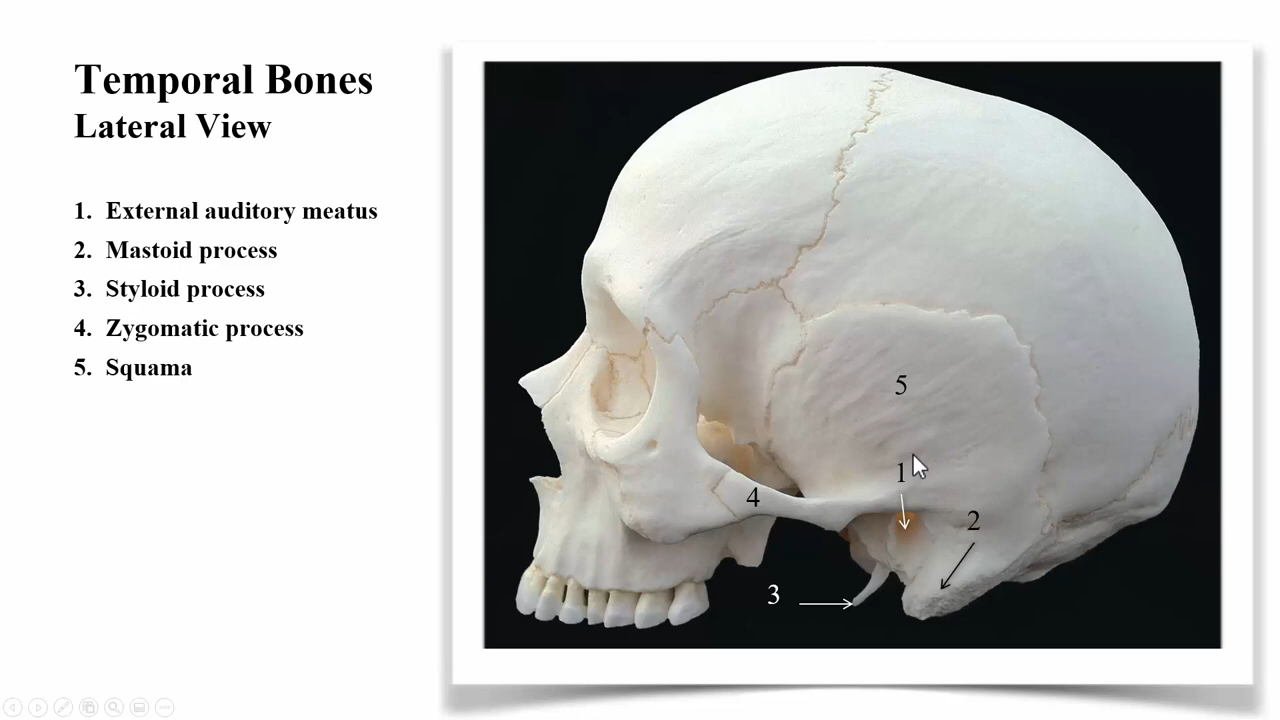 Temporal Bones
Lateral View
1. External auditory meatus
2. Mastoid process
3. Styloid process
4. Zygomatic process
5. Squama
5
1
4
2
3